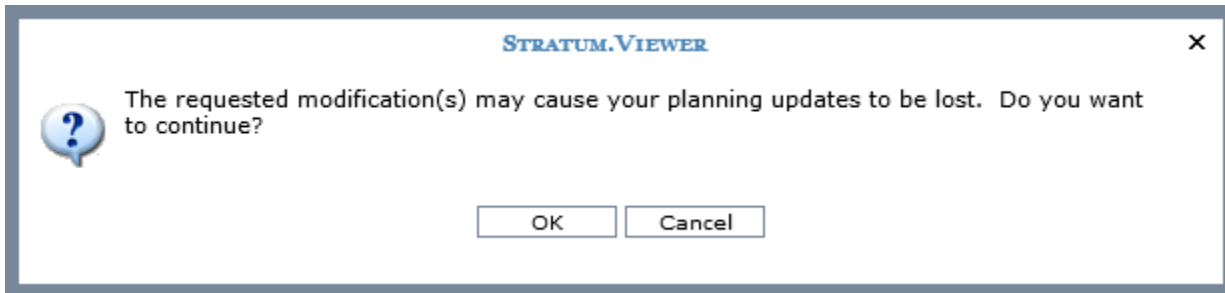 STRATUM.VIEWER
The requested modification(s) may cause your planning updates to be lost.  Do you want
to continue?
OK Cancel